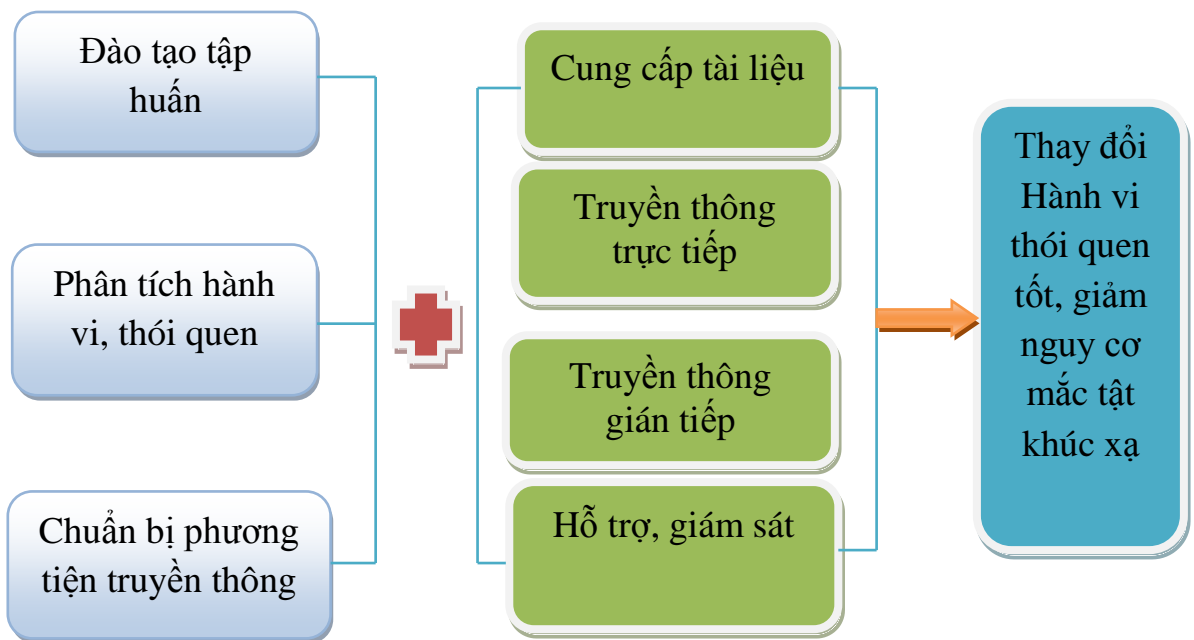 Đào tạo tập
huấn
Phân tích hành
vi, thói quen
Chuẩn bị phương
tiện truyền thông
Cung cấp tài liệu
Truyền thông
trực tiếp
Truyền thông
gián tiếp
Hỗ trợ, giám sát
Thay đổi
Hành vi
thói quen
tốt, giảm
nguy cơ
mắc tật
khúc xạ